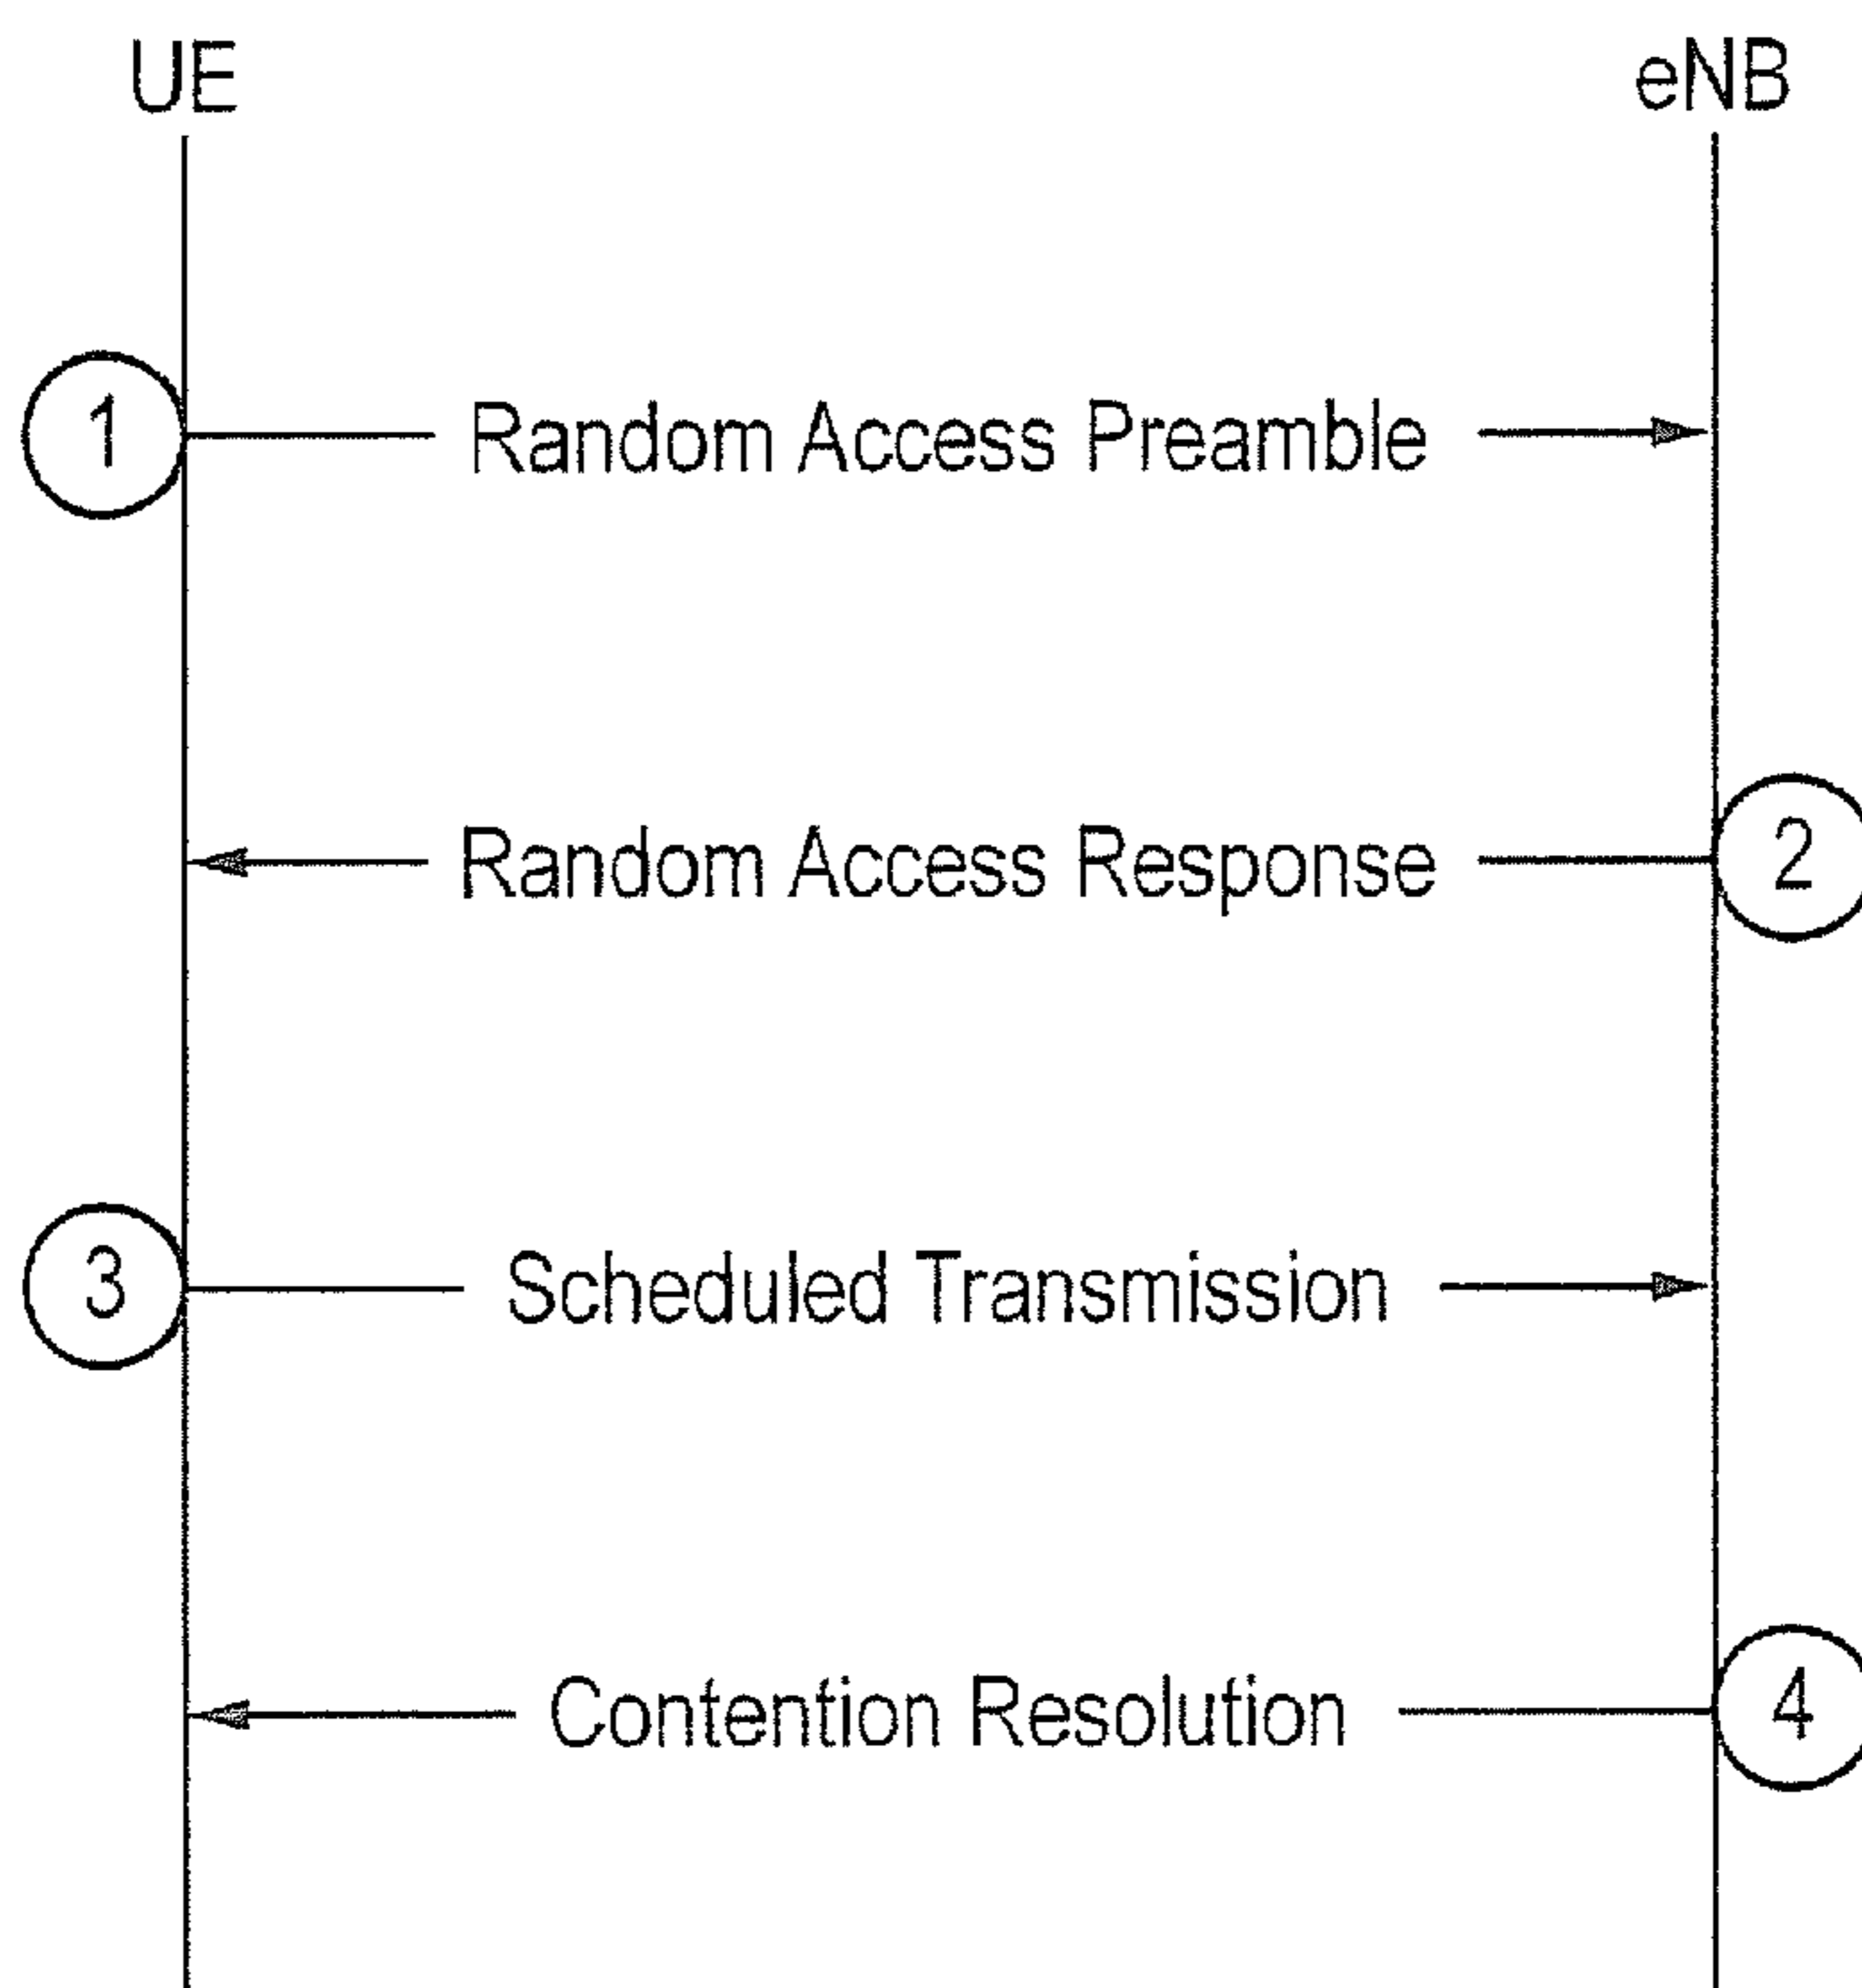 UE eNB
1 Random Access Preamble
Random Access Response 2
3 Scheduled Transmission
Contention Resolution 4